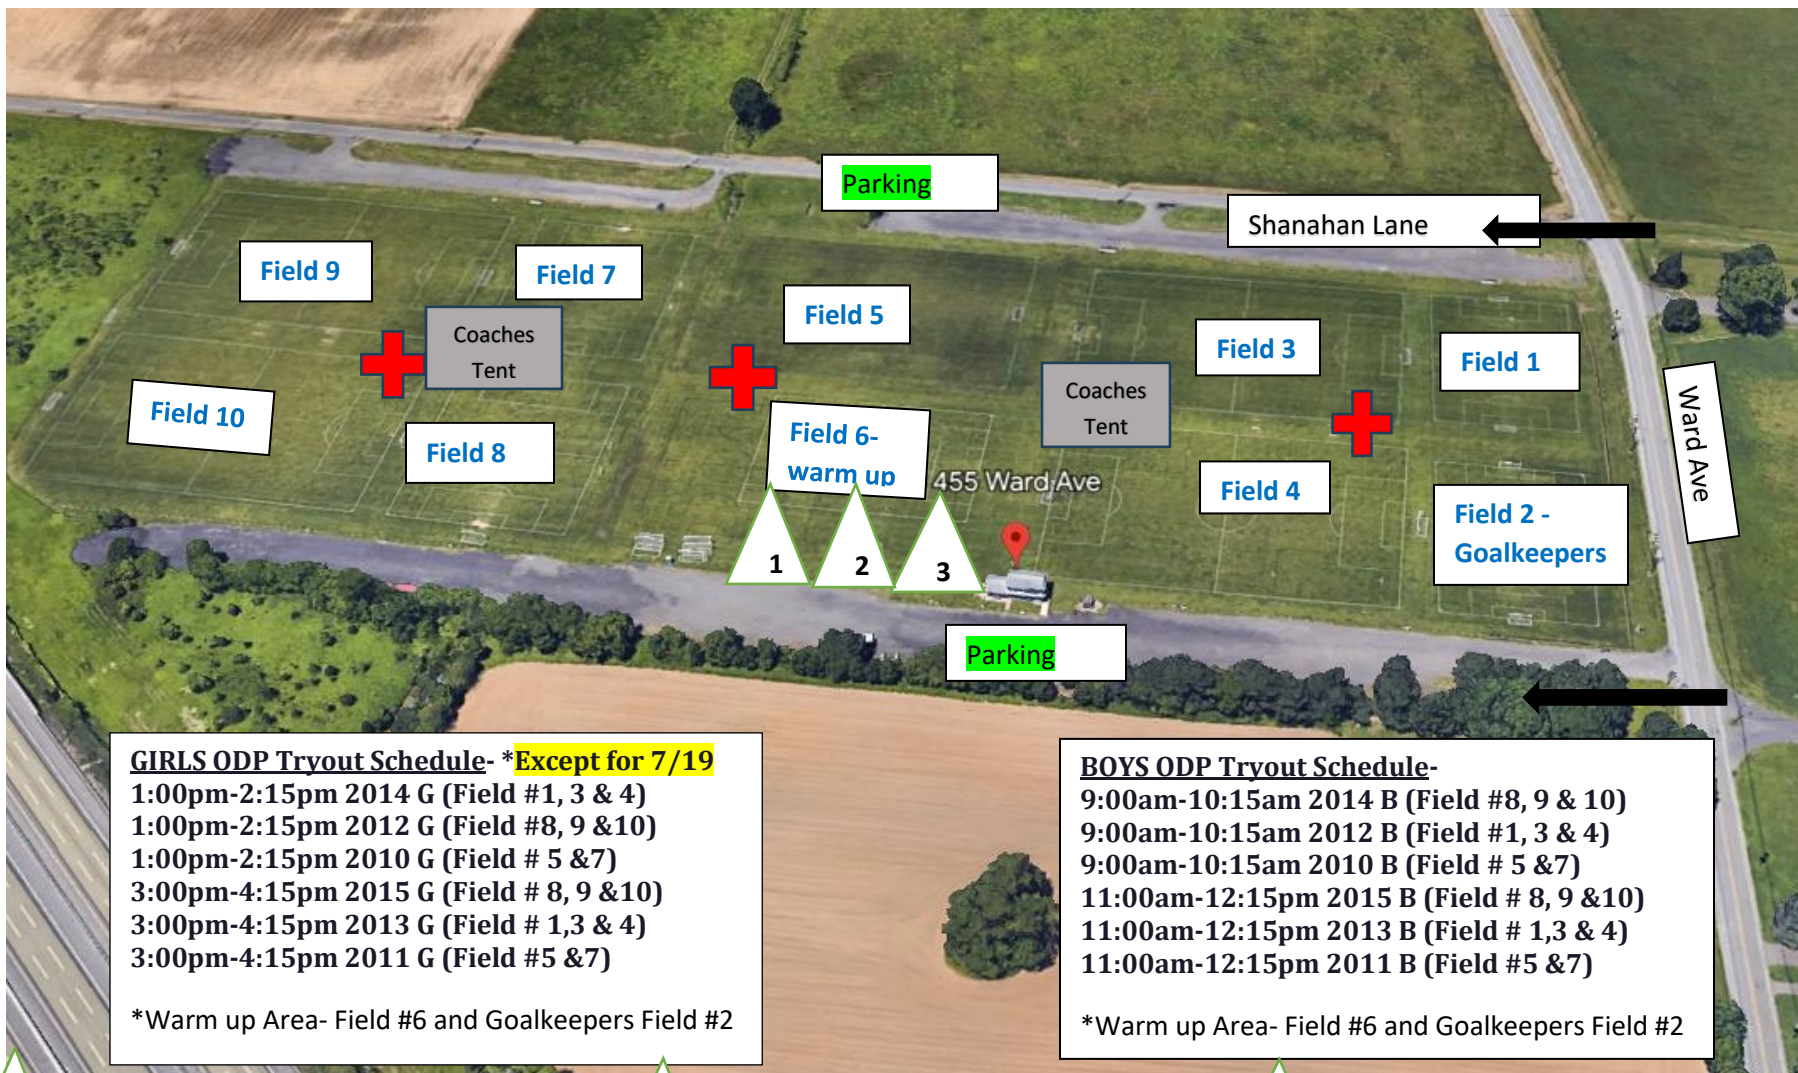 Parking
Shanahan Lane
Field 9
Field 7
Field 5
Coaches
Tent
Field 3
Field 1
Coaches
Tent
Ward Ave
Field 10
Field 8
Field 6-
warm up
455 Ward Ave
Field 4
Field 2 -
Goalkeepers
1
2
3
Parking
GIRLS ODP Tryout Schedule- *Except for 7/19
1:00pm-2:15pm 2014 G (Field #1, 3 & 4)
1:00pm-2:15pm 2012 G (Field #8, 9 &10)
1:00pm-2:15pm 2010 G (Field # 5 &7)
3:00pm-4:15pm 2015 G (Field # 8, 9 &10)
3:00pm-4:15pm 2013 G (Field # 1,3 & 4)
3:00pm-4:15pm 2011 G (Field #5 &7)
*Warm up Area- Field #6 and Goalkeepers Field #2
BOYS ODP Tryout Schedule-
9:00am-10:15am 2014 B (Field #8, 9 & 10)
9:00am-10:15am 2012 B (Field #1, 3 & 4)
9:00am-10:15am 2010 B (Field # 5 &7)
11:00am-12:15pm 2015 B (Field # 8, 9 &10)
11:00am-12:15pm 2013 B (Field # 1,3 & 4)
11:00am-12:15pm 2011 B (Field #5 &7)
*Warm up Area- Field #6 and Goalkeepers Field #2